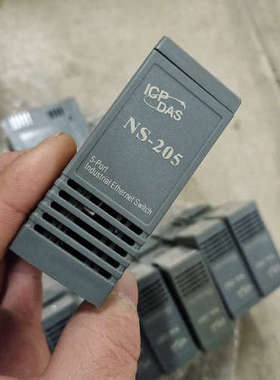 ICP
DAS
NS-205
5-Port
Industrial Ethernet Switch